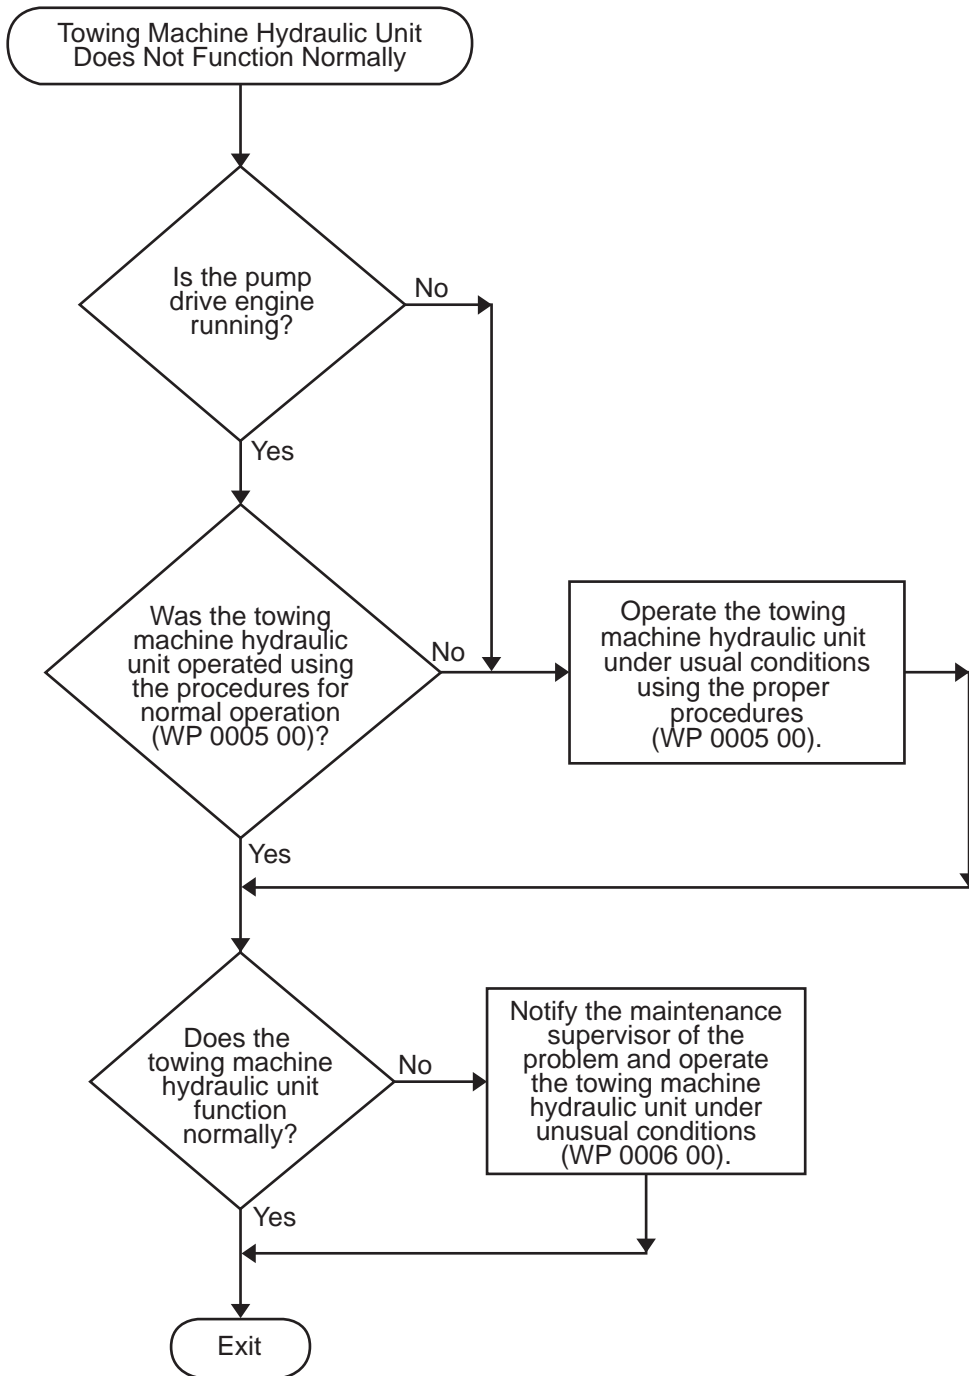 Towing Machine Hydraulic Unit
Does Not Function Normally
Is the pump
drive engine
running?
No
Yes
Was the towing
machine hydraulic
unit operated using
the procedures for
normal operation
(WP 0005 00)?
No
Operate the towing
machine hydraulic unit
under usual conditions
using the proper
procedures
(WP 0005 00).
Yes
Does the
towing machine
hydraulic unit
function
normally?
No
Notify the maintenance
supervisor of the
problem and operate
the towing machine
hydraulic unit under
unusual conditions
(WP 0006 00).
Yes
Exit